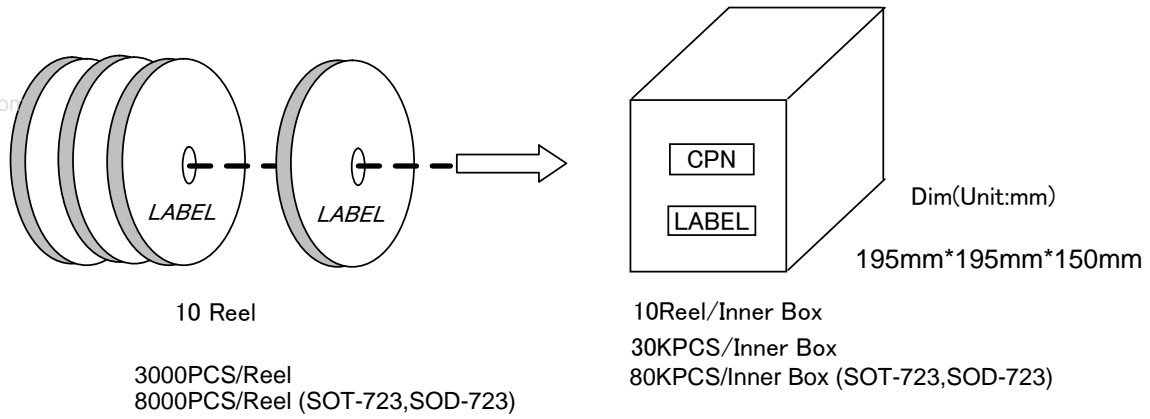 om
LABEL
LABEL
10 Reel
3000PCS/Reel
8000PCS/Reel (SOT-723,SOD-723)
CPN
LABEL
Dim(Unit:mm)
195mm*195mm*150mm
10Reel/Inner Box
30KPCS/Inner Box
80KPCS/Inner Box (SOT-723,SOD-723)